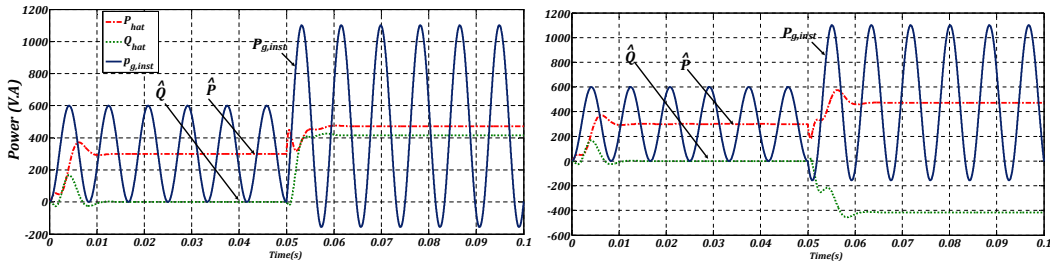 1200
1000
800
600
400
200
0
-200
Power (V.A)
P_hat
Q_hat
p_g,inst
P_g,inst
Q̂
P̂
0 0.01 0.02 0.03 0.04 0.05 0.06 0.07 0.08 0.09 0.1
Time(s)
1200
1000
800
600
400
200
0
-200
-400
-600
P_g,inst
Q̂
P̂
0 0.01 0.02 0.03 0.04 0.05 0.06 0.07 0.08 0.09 0.1
Time(s)